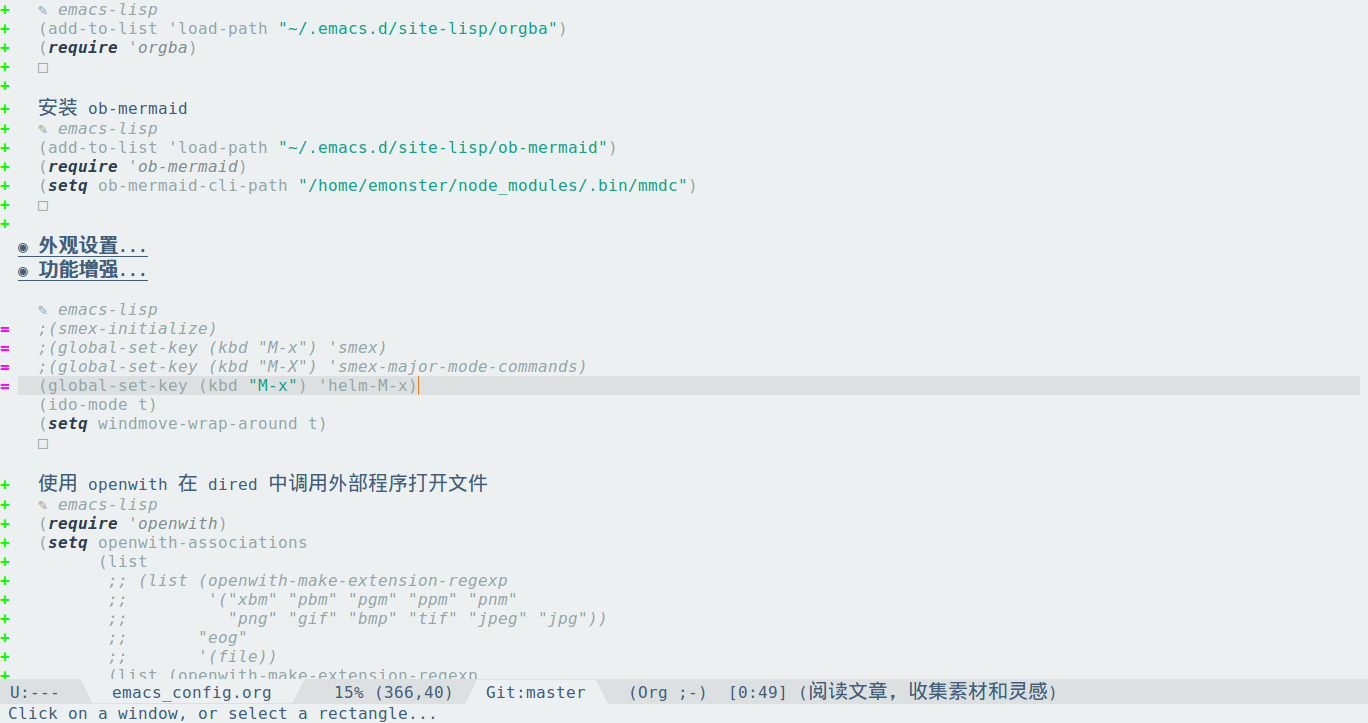 + ✎ emacs-lisp
+ (add-to-list 'load-path "~/.emacs.d/site-lisp/orgba")
+ (require 'orgba)
+ □
+
+ 安装 ob-mermaid
+ ✎ emacs-lisp
+ (add-to-list 'load-path "~/.emacs.d/site-lisp/ob-mermaid")
+ (require 'ob-mermaid)
+ (setq ob-mermaid-cli-path "/home/emonster/node_modules/.bin/mmdc")
+ □
+
◉ 外观设置...
◉ 功能增强...
✎ emacs-lisp
= ;(smex-initialize)
= ;(global-set-key (kbd "M-x") 'smex)
= ;(global-set-key (kbd "M-X") 'smex-major-mode-commands)
= (global-set-key (kbd "M-x") 'helm-M-x)
(ido-mode t)
(setq windmove-wrap-around t)
□
+ 使用 openwith 在 dired 中调用外部程序打开文件
+ ✎ emacs-lisp
+ (require 'openwith)
+ (setq openwith-associations
+ (list
+ ;; (list (openwith-make-extension-regexp
+ ;; '("xbm" "pbm" "pgm" "ppm" "pnm"
+ ;; "png" "gif" "bmp" "tif" "jpeg" "jpg"))
+ ;; "eog"
+ ;; '(file))
+ (list (openwith-make-extension-regexp
U:--- emacs_config.org 15% (366,40) Git:master (Org ;-) [0:49] (阅读文章，收集素材和灵感)
Click on a window, or select a rectangle...